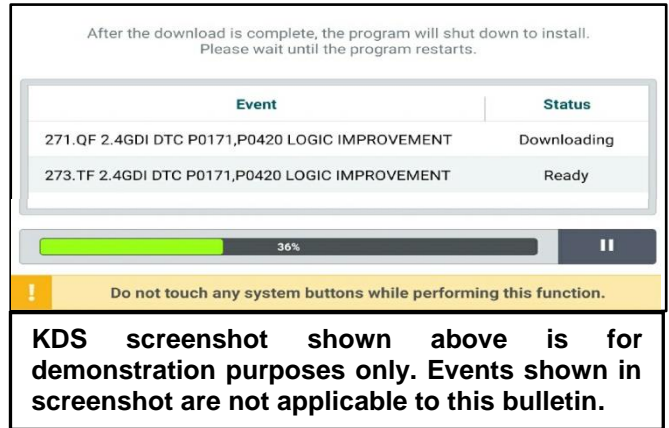 After the download is complete, the program will shut down to install.
Please wait until the program restarts.
Event Status
271.QF 2.4GDI DTC P0171,P0420 LOGIC IMPROVEMENT Downloading
273.TF 2.4GDI DTC P0171,P0420 LOGIC IMPROVEMENT Ready
36%
! Do not touch any system buttons while performing this function.
KDS screenshot shown above is for
demonstration purposes only. Events shown in
screenshot are not applicable to this bulletin.